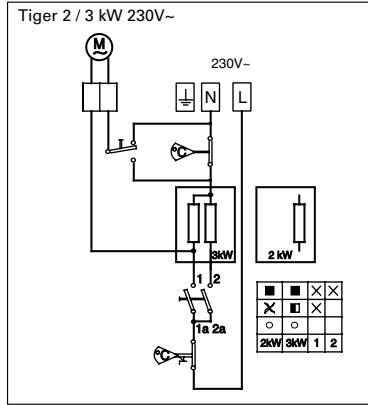 Tiger 2 / 3 kW 230V~
M
~
230V~
N L
C
3kW
2 kW
1 2
1a 2a
C
2kW 3kW 1 2